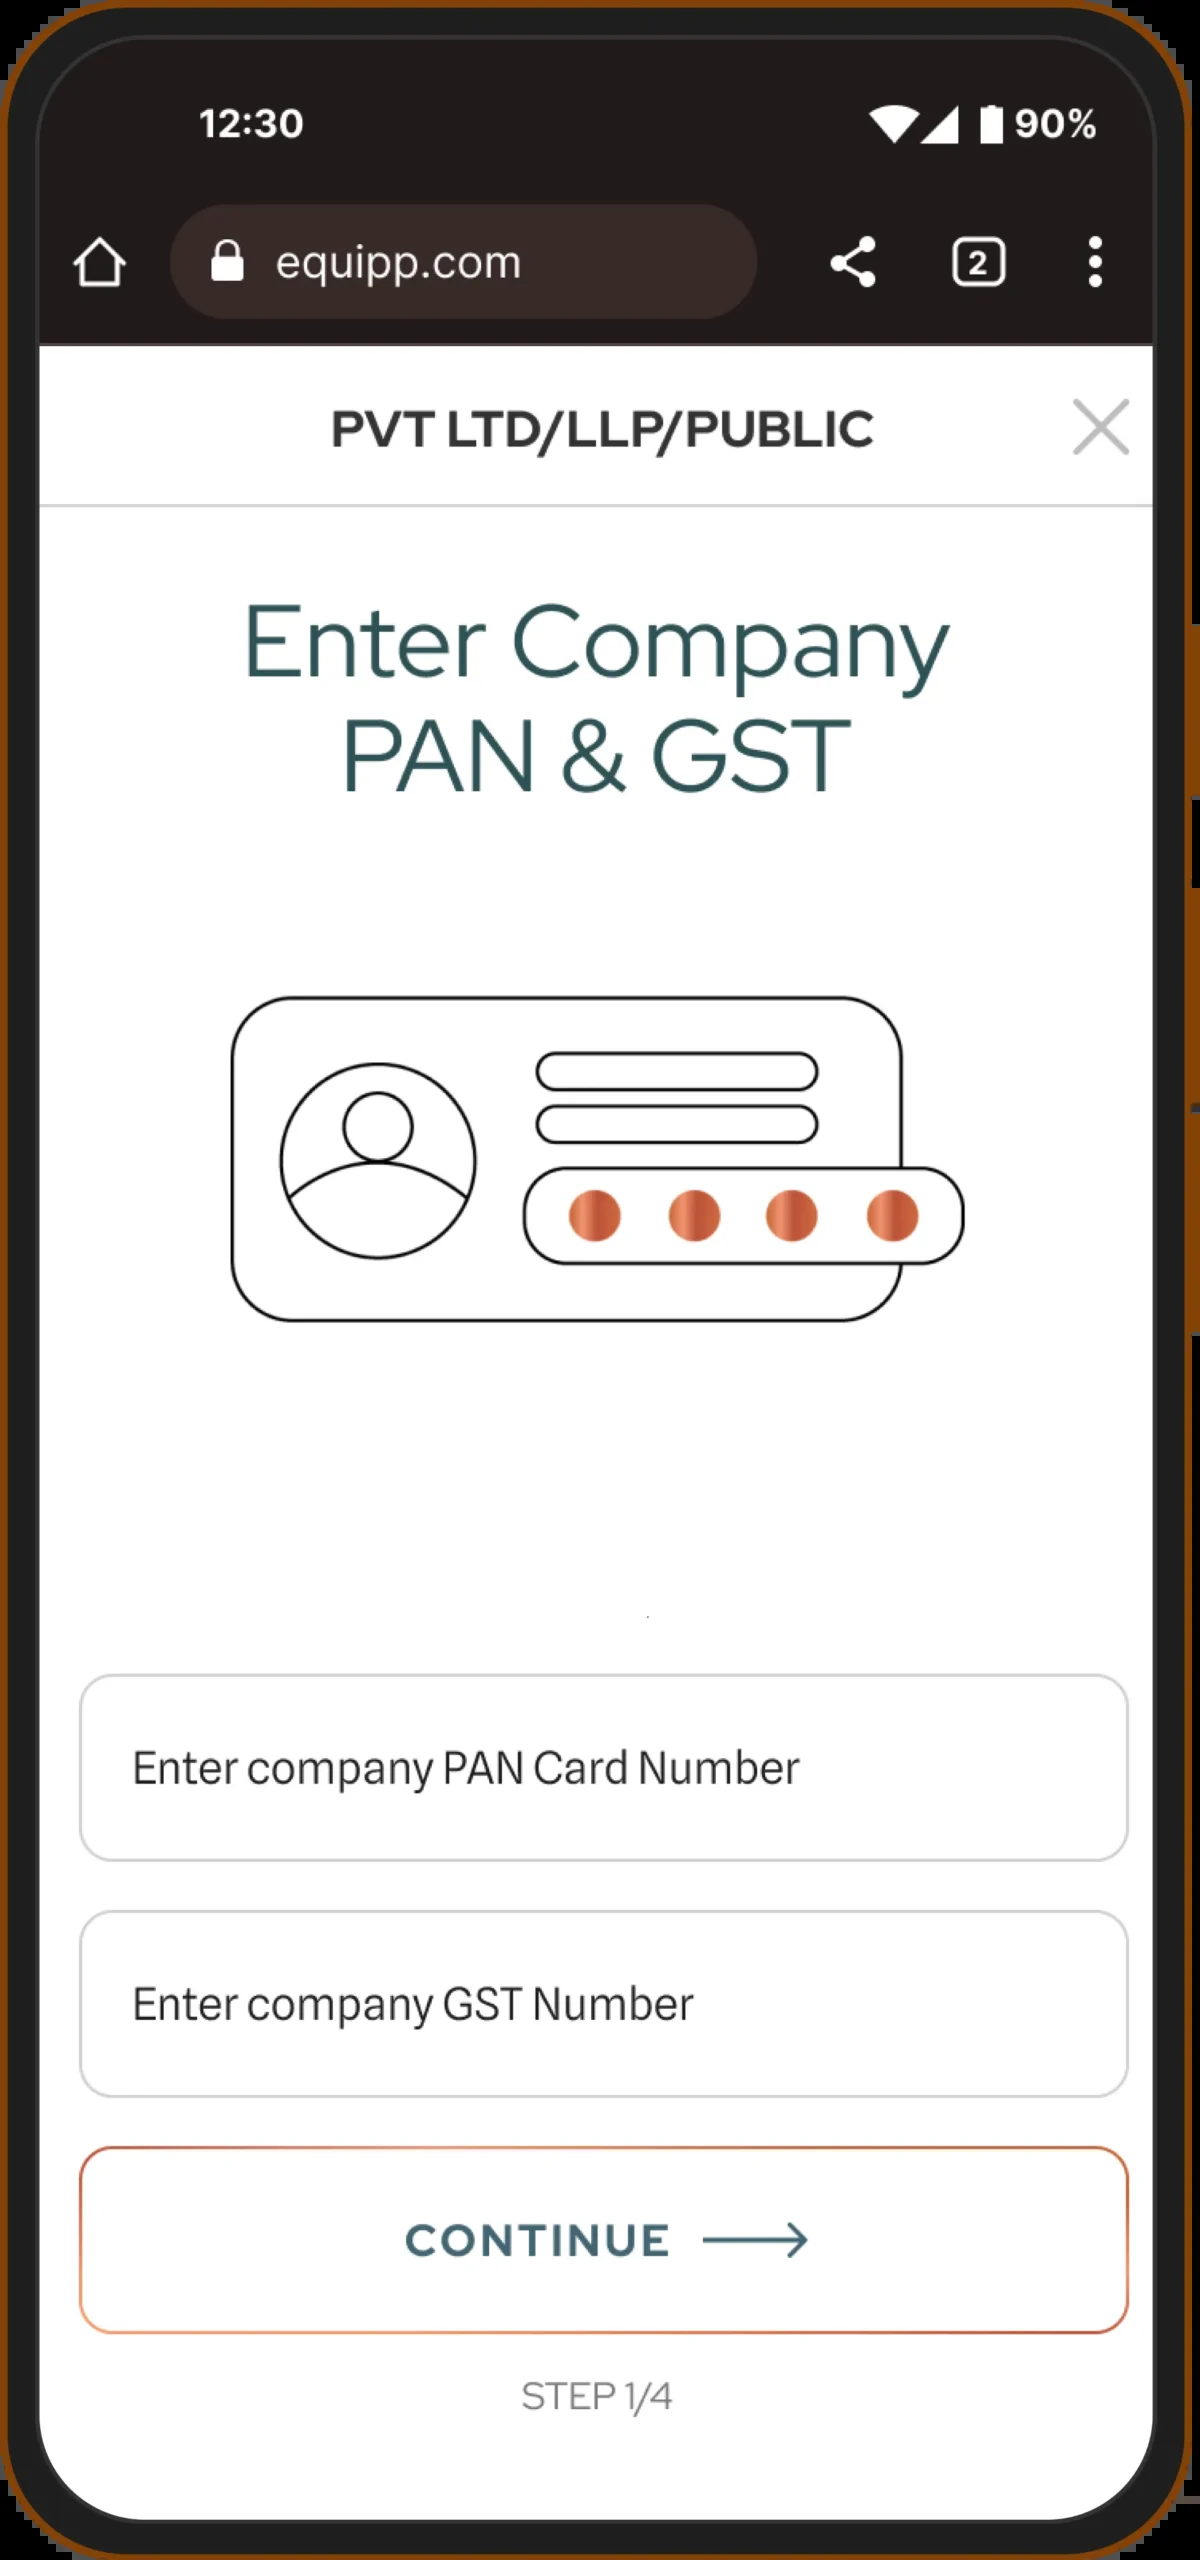 12:30
90%
equipp.com
2
PVT LTD/LLP/PUBLIC
Enter Company
PAN & GST
Enter company PAN Card Number
Enter company GST Number
CONTINUE
STEP 1/4